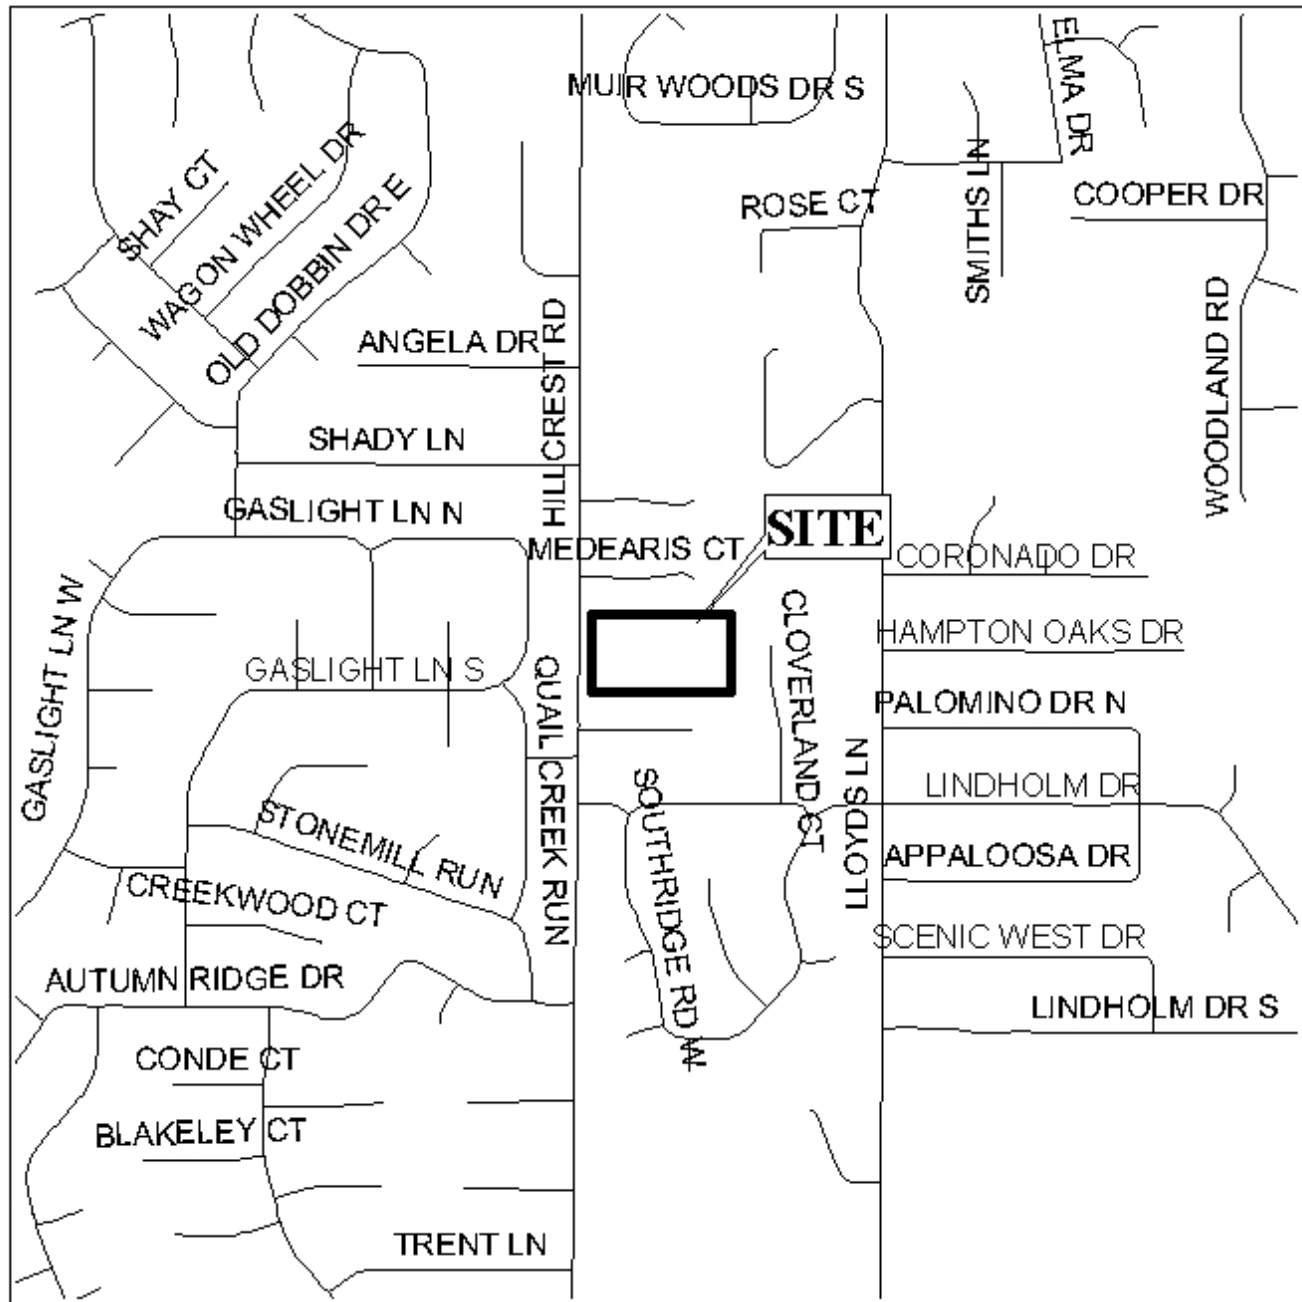 ELMA DR
MUIR WOODS DR S
SHAY CT
WAGON WHEEL DR
OLD DOBBIN DR E
ROSE CT
SMITHS LN
COOPER DR
ANGELA DR
HILLCREST RD
WOODLAND RD
SHADY LN
GASLIGHT LN N
SITE
MEDEARIS CT
CORONADO DR
GASLIGHT LN W
CLOVERLAND CT
HAMPTON OAKS DR
GASLIGHT LN S
QUAIL CREEK RUN
PALOMINO DR N
LLOYDS LN
SOUTHRIDGE RD W
LINDHOLM DR
STONEMILL RUN
APPALOOSA DR
CREEKWOOD CT
SCENIC WEST DR
AUTUMN RIDGE DR
LINDHOLM DR S
CONDE CT
BLAKELEY CT
TRENT LN